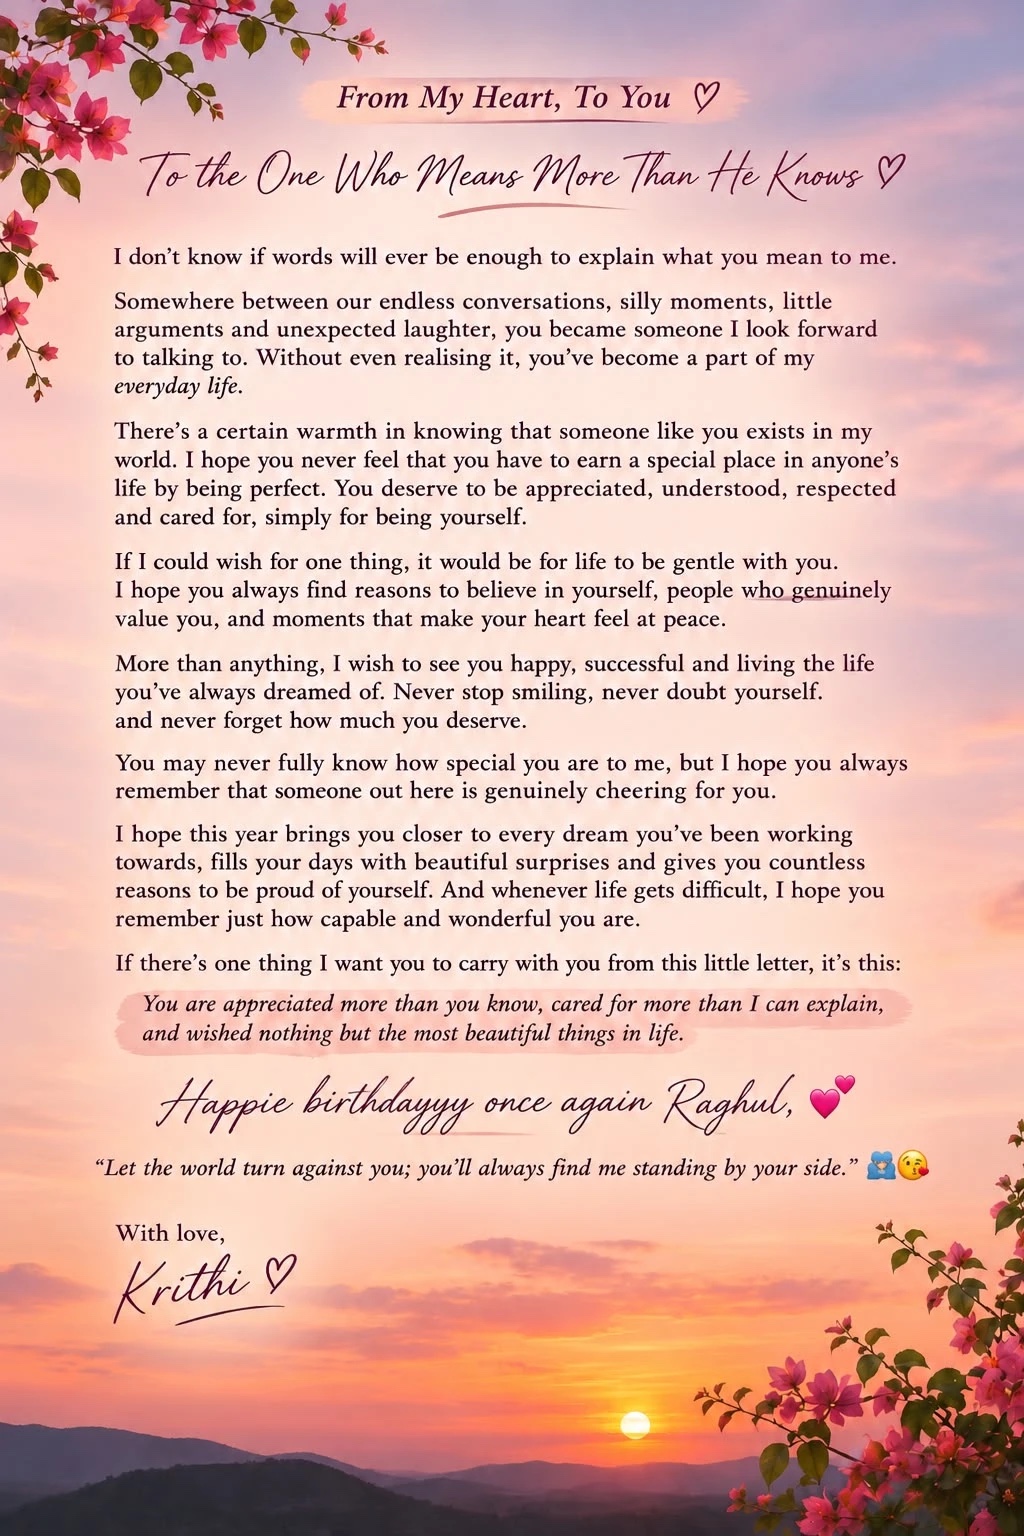 From My Heart, To You ♡
To the One Who Means More Than He Knows ♡
I don't know if words will ever be enough to explain what you mean to me.
Somewhere between our endless conversations, silly moments, little
arguments and unexpected laughter, you became someone I look forward
to talking to. Without even realising it, you've become a part of my
everyday life.
There's a certain warmth in knowing that someone like you exists in my
world. I hope you never feel that you have to earn a special place in anyone's
life by being perfect. You deserve to be appreciated, understood, respected
and cared for, simply for being yourself.
If I could wish for one thing, it would be for life to be gentle with you.
I hope you always find reasons to believe in yourself, people who genuinely
value you, and moments that make your heart feel at peace.
More than anything, I wish to see you happy, successful and living the life
you've always dreamed of. Never stop smiling, never doubt yourself.
and never forget how much you deserve.
You may never fully know how special you are to me, but I hope you always
remember that someone out here is genuinely cheering for you.
I hope this year brings you closer to every dream you've been working
towards, fills your days with beautiful surprises and gives you countless
reasons to be proud of yourself. And whenever life gets difficult, I hope you
remember just how capable and wonderful you are.
If there's one thing I want you to carry with you from this little letter, it's this:
You are appreciated more than you know, cared for more than I can explain,
and wished nothing but the most beautiful things in life.
Happie birthdayyy once again Raghul, 💕
“Let the world turn against you; you'll always find me standing by your side.” 🫂😘
With love,
Krithi ♡